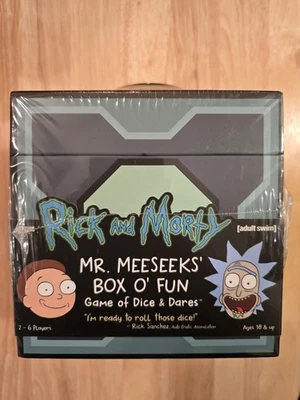 Rick and Morty
[adult swim]
MR. MEESEEKS'
BOX O' FUN
Game of Dice & Dares™
"I'm ready to roll those dice!"
- Rick Sanchez,
2 - 6 Players
Ages 18 & up